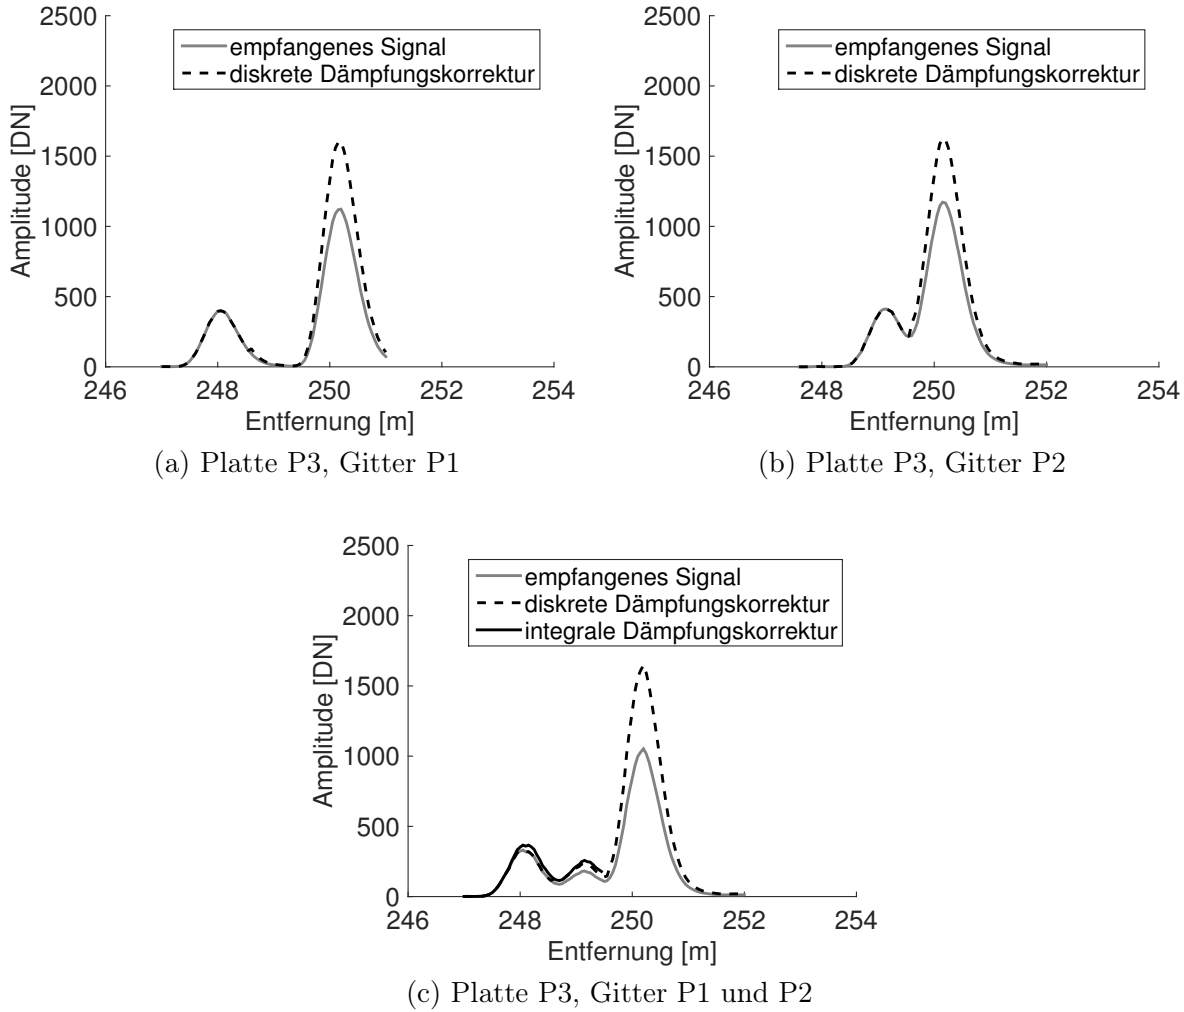 2500
2000
1500
1000
500
0
246 248 250 252 254
Amplitude [DN]
Entfernung [m]
empfangenes Signal
diskrete Dämpfungskorrektur
(a) Platte P3, Gitter P1
2500
2000
1500
1000
500
0
246 248 250 252 254
Amplitude [DN]
Entfernung [m]
empfangenes Signal
diskrete Dämpfungskorrektur
(b) Platte P3, Gitter P2
2500
2000
1500
1000
500
0
246 248 250 252 254
Amplitude [DN]
Entfernung [m]
empfangenes Signal
diskrete Dämpfungskorrektur
integrale Dämpfungskorrektur
(c) Platte P3, Gitter P1 und P2